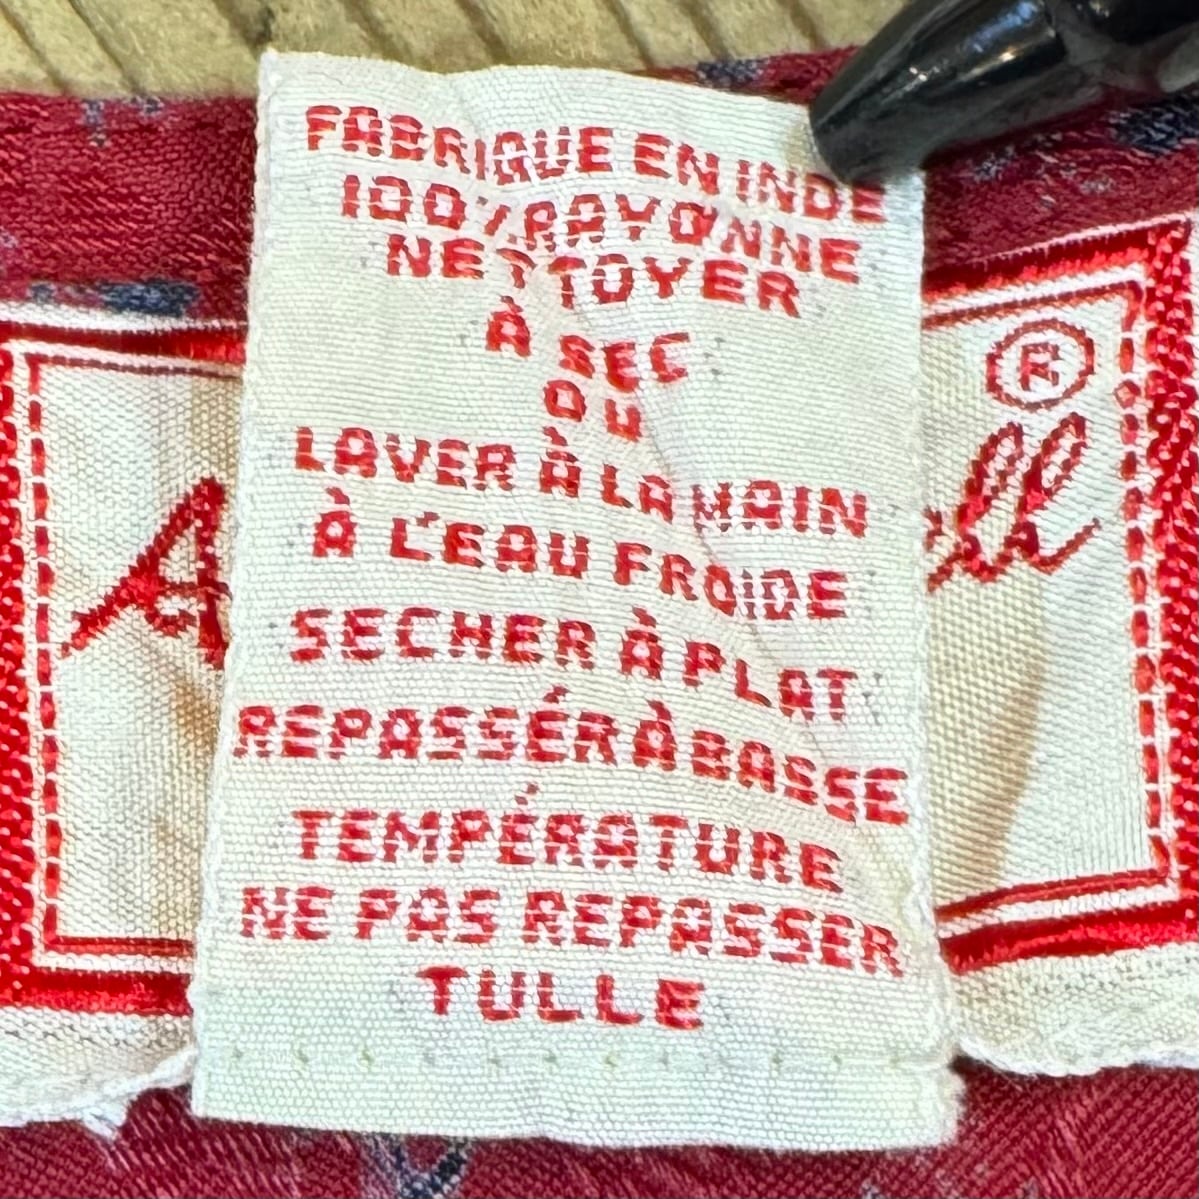 FABRIQUE EN INDE
100% RAYONNE
NETTOYER
À SEC
OU
LAVER À LA MAIN
À L'EAU FROIDE
SECHER À PLAT
REPASSÉR À BASSE
TEMPÉRATURE
NE PAS REPASSER
TULLE
®